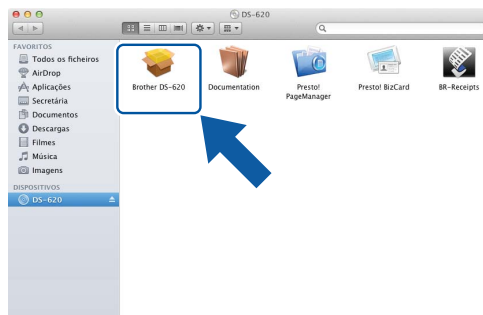 DS-620
FAVORITOS
Todos os ficheiros
AirDrop
Aplicações
Secretária
Documentos
Descargas
Filmes
Música
Imagens
DISPOSITIVOS
DS-620
Brother DS-620
Documentation
Presto!
PageManager
Presto! BizCard
BR-Receipts